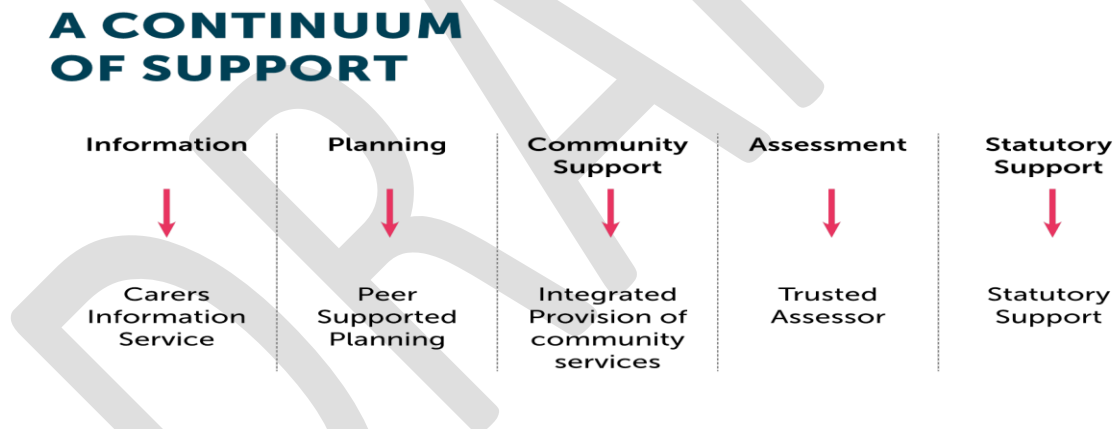 A CONTINUUM
OF SUPPORT
Information
Planning
Community
Support
Assessment
Statutory
Support
Carers
Information
Service
Peer
Supported
Planning
Integrated
Provision of
community
services
Trusted
Assessor
Statutory
Support
DRA